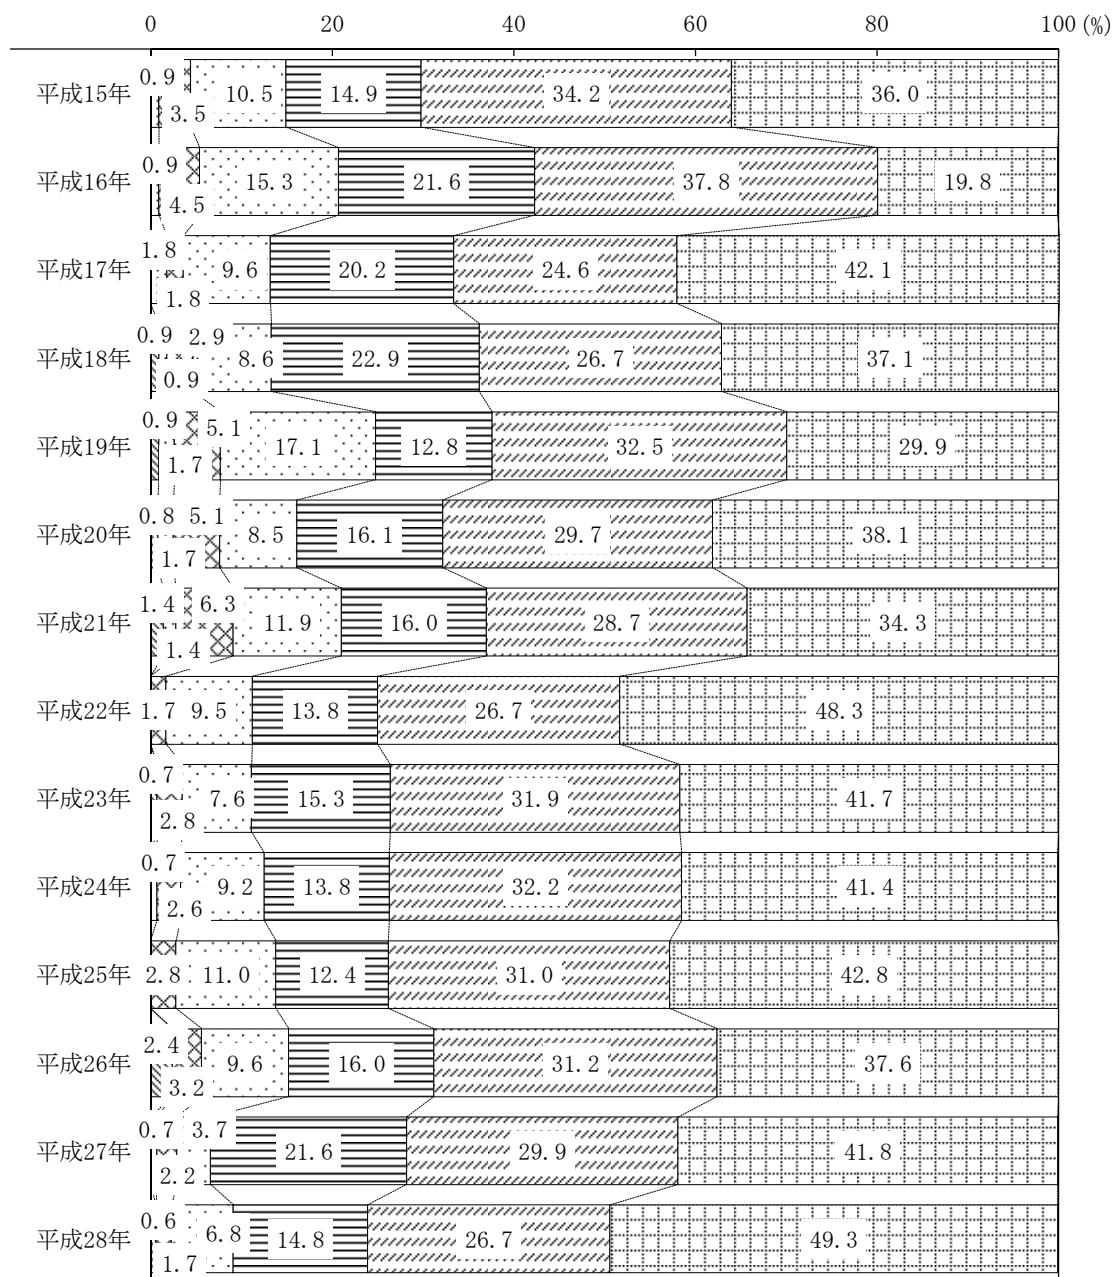 0 20 40 60 80 100 (%)
平成15年 0.9 3.5 10.5 14.9 34.2 36.0
平成16年 0.9 4.5 15.3 21.6 37.8 19.8
平成17年 1.8 1.8 9.6 20.2 24.6 42.1
平成18年 0.9 0.9 2.9 8.6 22.9 26.7 37.1
平成19年 0.9 1.7 5.1 17.1 12.8 32.5 29.9
平成20年 0.8 1.7 5.1 8.5 16.1 29.7 38.1
平成21年 1.4 1.4 6.3 11.9 16.0 28.7 34.3
平成22年 1.7 9.5 13.8 26.7 48.3
平成23年 0.7 2.8 7.6 15.3 31.9 41.7
平成24年 0.7 2.6 9.2 13.8 32.2 41.4
平成25年 2.8 11.0 12.4 31.0 42.8
平成26年 2.4 3.2 9.6 16.0 31.2 37.6
平成27年 0.7 2.2 3.7 21.6 29.9 41.8
平成28年 0.6 1.7 6.8 14.8 26.7 49.3